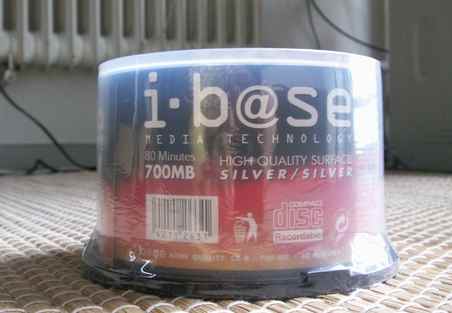 i·b@se
MEDIA TECHNOLOGY
80 Minutes
700MB
HIGH QUALITY SURFACE
SILVER/SILVER
COMPACT
disc
Recordable